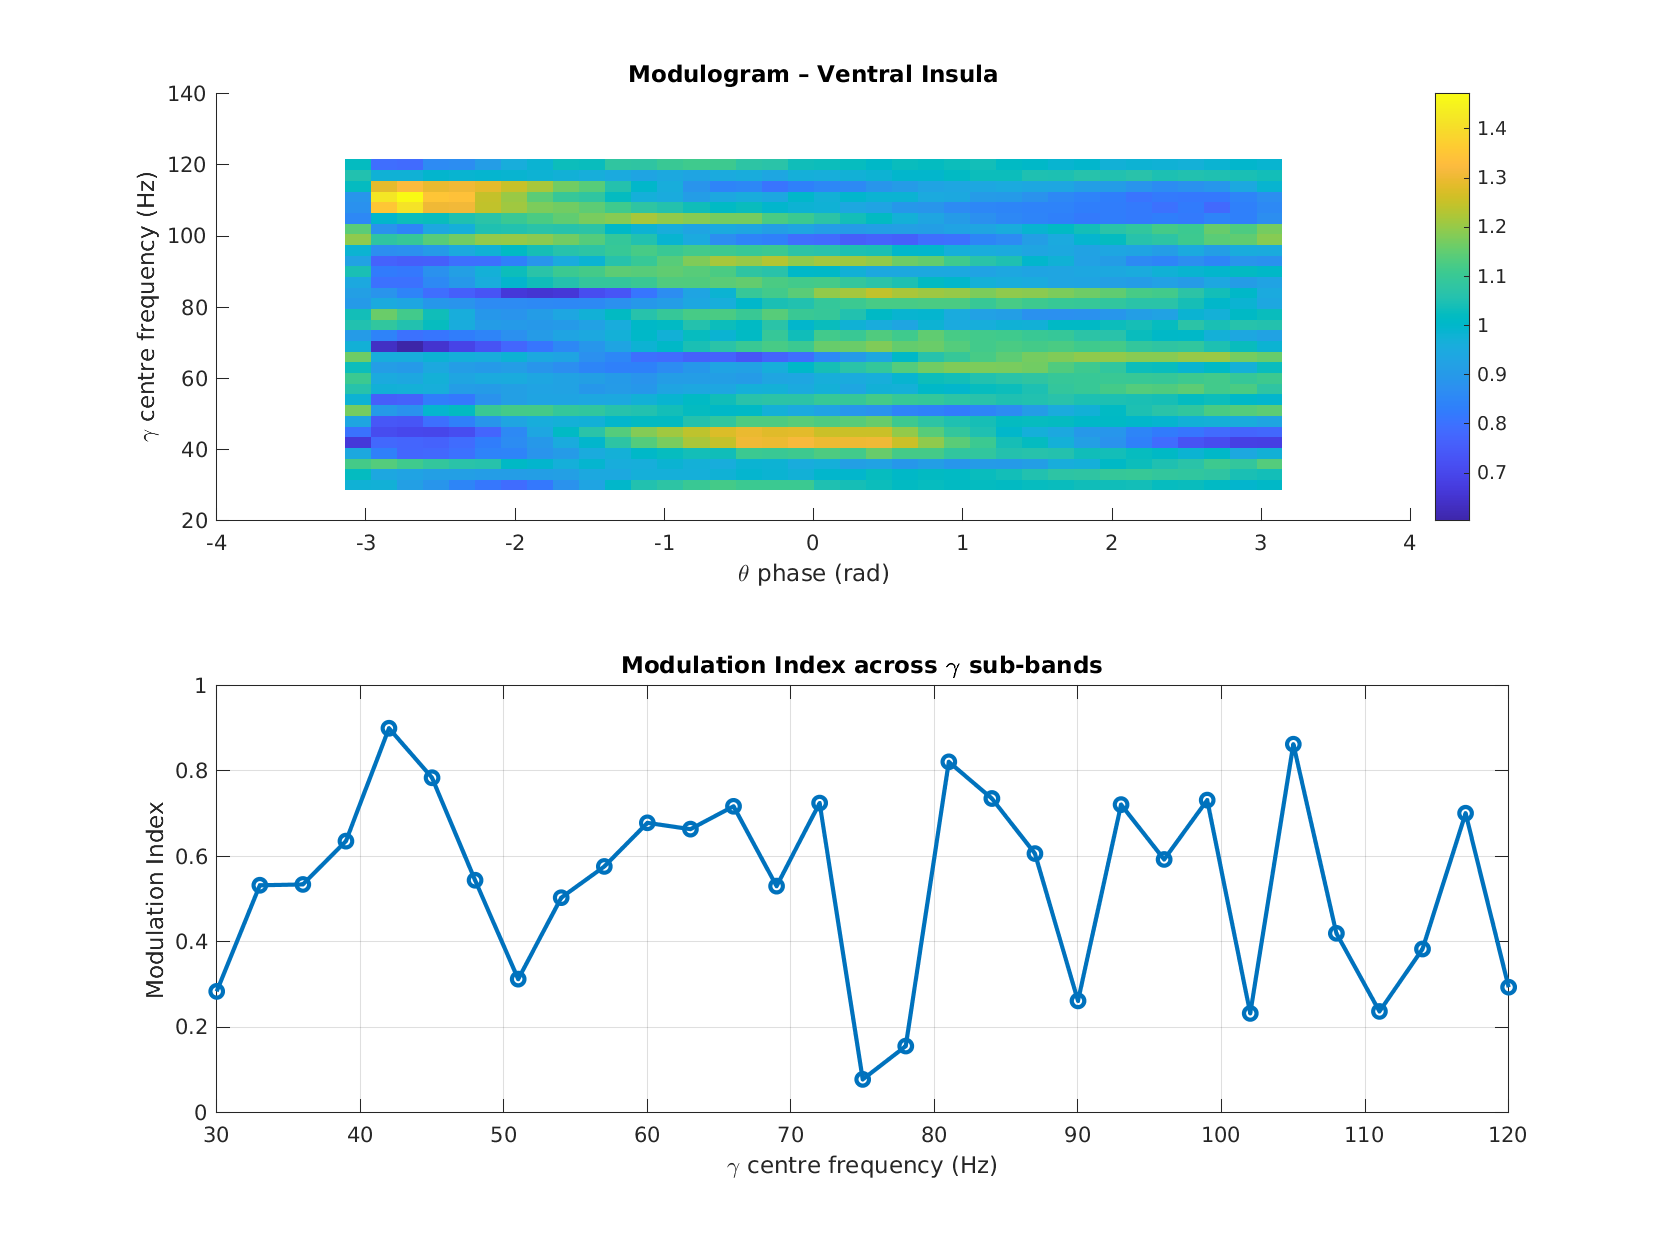 Modulogram – Ventral Insula
140
120
100
80
60
40
20
γ centre frequency (Hz)
-4 -3 -2 -1 0 1 2 3 4
θ phase (rad)
1.4
1.3
1.2
1.1
1
0.9
0.8
0.7
Modulation Index across γ sub-bands
1
0.8
0.6
0.4
0.2
0
Modulation Index
30 40 50 60 70 80 90 100 110 120
γ centre frequency (Hz)